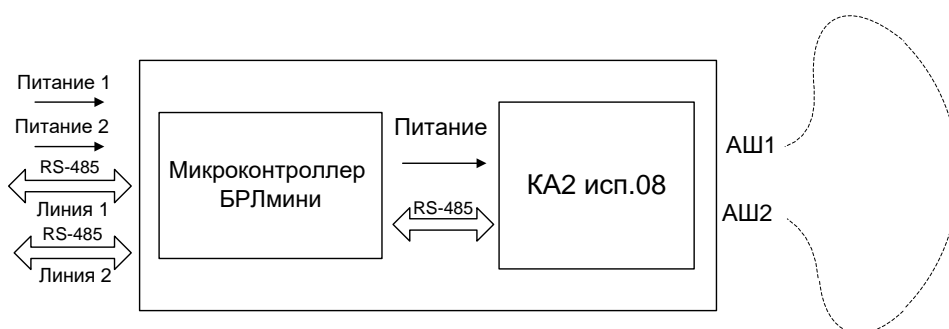 Питание 1
Питание 2
RS-485
Линия 1
RS-485
Линия 2
Микроконтроллер
БРЛмини
Питание
RS-485
КА2 исп.08
АШ1
АШ2